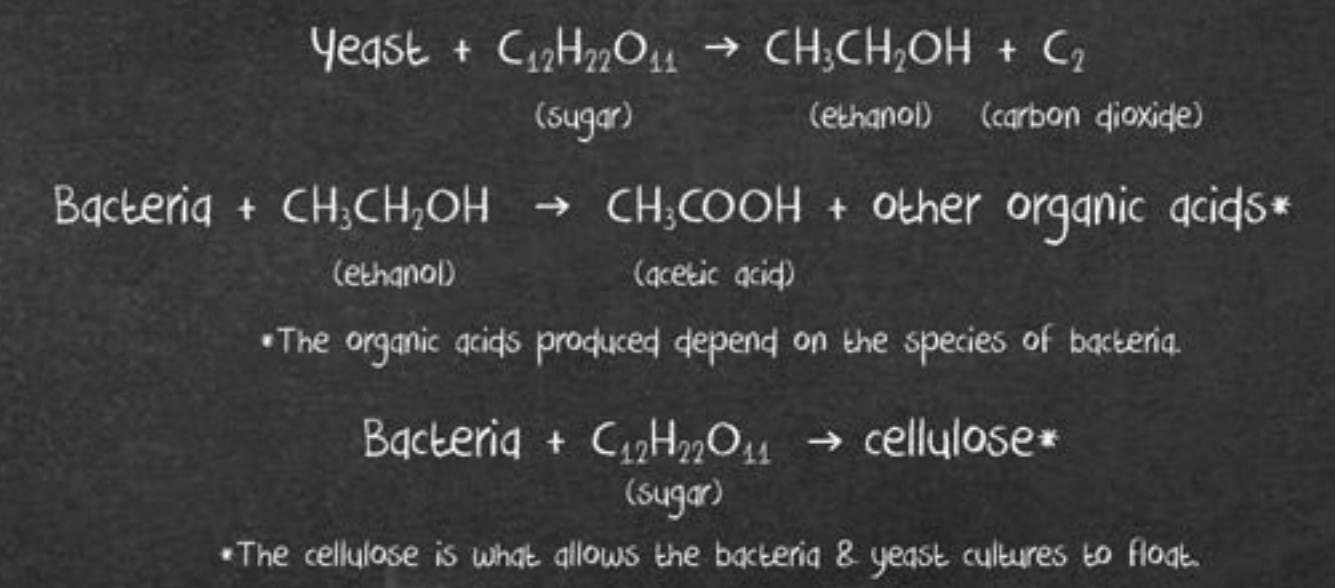 Yeast + C₁₂H₂₂O₁₁ → CH₃CH₂OH + C₂
(sugar) (ethanol) (carbon dioxide)
Bacteria + CH₃CH₂OH → CH₃COOH + other organic acids*
(ethanol) (acetic acid)
*The organic acids produced depend on the species of bacteria.
Bacteria + C₁₂H₂₂O₁₁ → cellulose*
(sugar)
*The cellulose is what allows the bacteria & yeast cultures to float.